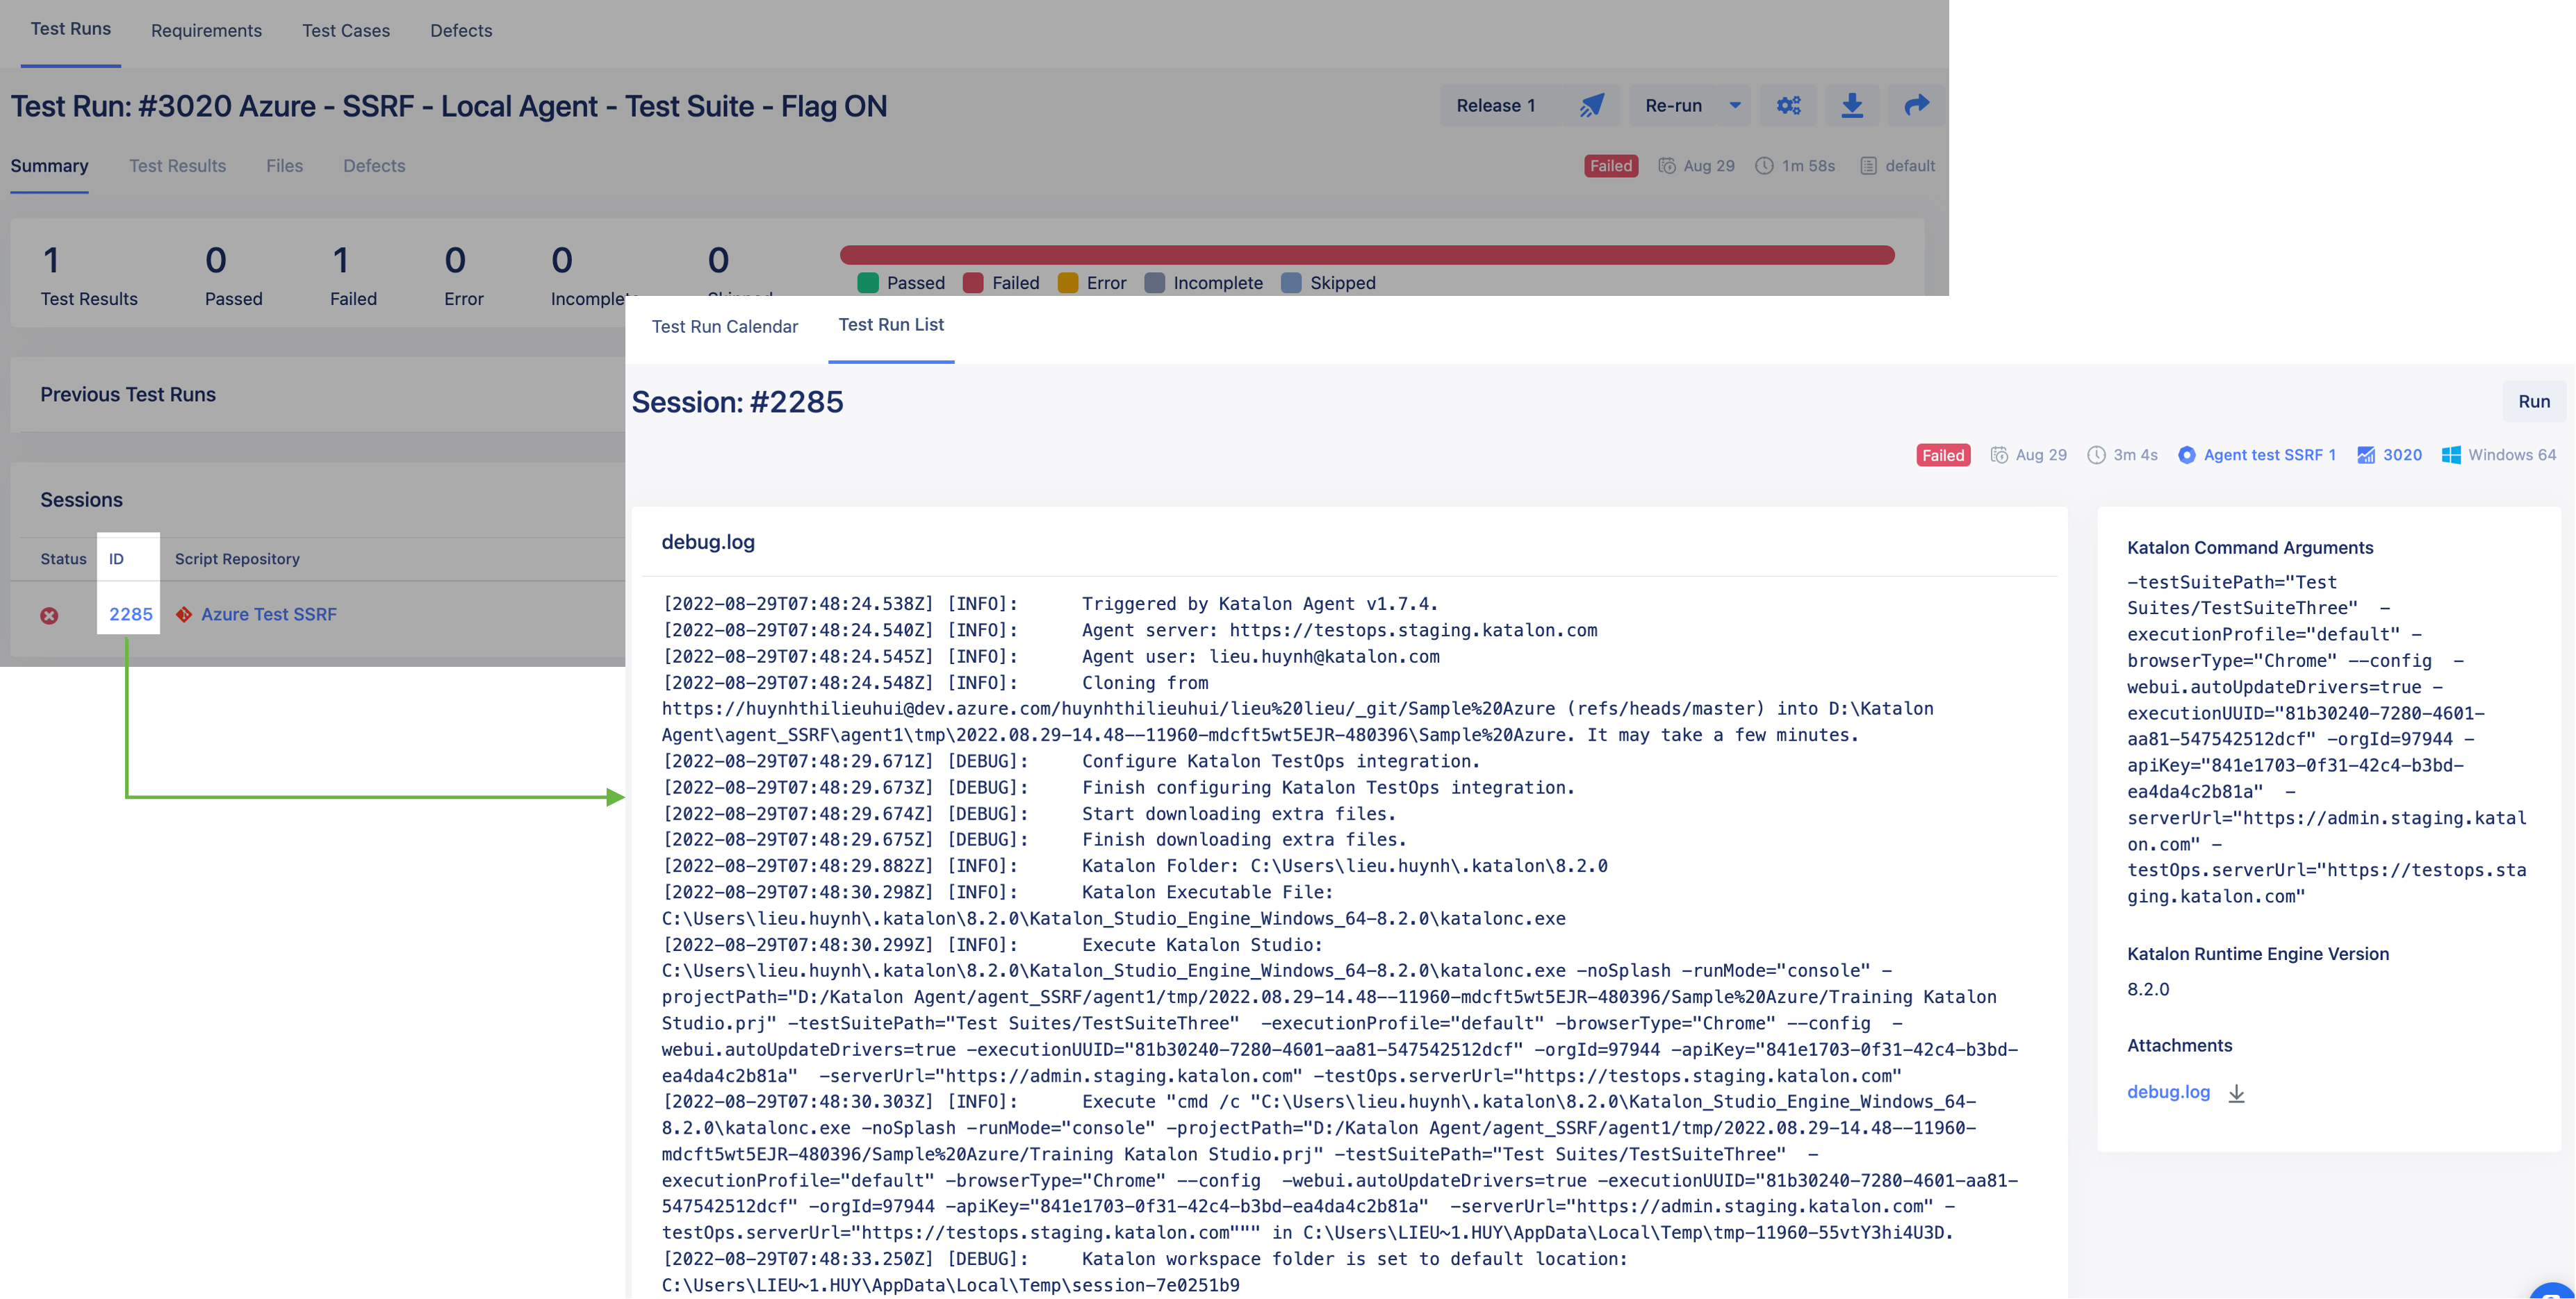 Test Runs Requirements Test Cases Defects
Test Run: #3020 Azure - SSRF - Local Agent - Test Suite - Flag ON
Release 1 Re-run
Summary Test Results Files Defects
Failed Aug 29 1m 58s default
1 0 1 0 0 0
Test Results Passed Failed Error Incomplete Skipped
Passed Failed Error Incomplete Skipped
Previous Test Runs
Sessions
Status ID Script Repository
2285 Azure Test SSRF
Test Run Calendar Test Run List
Session: #2285
Run
Failed Aug 29 3m 4s Agent test SSRF 1 3020 Windows 64
debug.log
[2022-08-29T07:48:24.538Z] [INFO]: Triggered by Katalon Agent v1.7.4.
[2022-08-29T07:48:24.540Z] [INFO]: Agent server: https://testops.staging.katalon.com
[2022-08-29T07:48:24.545Z] [INFO]: Agent user: lieu.huynh@katalon.com
[2022-08-29T07:48:24.548Z] [INFO]: Cloning from
https://huynhthilieuhui@dev.azure.com/huynhthilieuhui/lieu%20lieu/_git/Sample%20Azure (refs/heads/master) into D:\Katalon
Agent\agent_SSRF\agent1\tmp\2022.08.29-14.48--11960-mdcft5wt5EJR-480396\Sample%20Azure. It may take a few minutes.
[2022-08-29T07:48:29.671Z] [DEBUG]: Configure Katalon TestOps integration.
[2022-08-29T07:48:29.673Z] [DEBUG]: Finish configuring Katalon TestOps integration.
[2022-08-29T07:48:29.674Z] [DEBUG]: Start downloading extra files.
[2022-08-29T07:48:29.675Z] [DEBUG]: Finish downloading extra files.
[2022-08-29T07:48:29.882Z] [INFO]: Katalon Folder: C:\Users\lieu.huynh\.katalon\8.2.0
[2022-08-29T07:48:30.298Z] [INFO]: Katalon Executable File:
C:\Users\lieu.huynh\.katalon\8.2.0\Katalon_Studio_Engine_Windows_64-8.2.0\katalonc.exe
[2022-08-29T07:48:30.299Z] [INFO]: Execute Katalon Studio:
C:\Users\lieu.huynh\.katalon\8.2.0\Katalon_Studio_Engine_Windows_64-8.2.0\katalonc.exe -noSplash -runMode="console" -
projectPath="D:/Katalon Agent/agent_SSRF/agent1/tmp/2022.08.29-14.48--11960-mdcft5wt5EJR-480396/Sample%20Azure/Training Katalon
Studio.prj" -testSuitePath="Test Suites/TestSuiteThree" -executionProfile="default" -browserType="Chrome" --config -
webui.autoUpdateDrivers=true -executionUUID="81b30240-7280-4601-aa81-547542512dcf" -orgId=97944 -apiKey="841e1703-0f31-42c4-b3bd-
ea4da4c2b81a" -serverUrl="https://admin.staging.katalon.com" -testOps.serverUrl="https://testops.staging.katalon.com"
[2022-08-29T07:48:30.303Z] [INFO]: Execute "cmd /c "C:\Users\lieu.huynh\.katalon\8.2.0\Katalon_Studio_Engine_Windows_64-
8.2.0\katalonc.exe -noSplash -runMode="console" -projectPath="D:/Katalon Agent/agent_SSRF/agent1/tmp/2022.08.29-14.48--11960-
mdcft5wt5EJR-480396/Sample%20Azure/Training Katalon Studio.prj" -testSuitePath="Test Suites/TestSuiteThree" -
executionProfile="default" -browserType="Chrome" --config -webui.autoUpdateDrivers=true -executionUUID="81b30240-7280-4601-aa81-
547542512dcf" -orgId=97944 -apiKey="841e1703-0f31-42c4-b3bd-ea4da4c2b81a" -serverUrl="https://admin.staging.katalon.com" -
testOps.serverUrl="https://testops.staging.katalon.com""" in C:\Users\LIEU~1.HUY\AppData\Local\Temp\tmp-11960-55vtY3hi4U3D.
[2022-08-29T07:48:33.250Z] [DEBUG]: Katalon workspace folder is set to default location:
C:\Users\LIEU~1.HUY\AppData\Local\Temp\session-7e0251b9
Katalon Command Arguments
-testSuitePath="Test
Suites/TestSuiteThree" -
executionProfile="default" -
browserType="Chrome" --config -
webui.autoUpdateDrivers=true -
executionUUID="81b30240-7280-4601-
aa81-547542512dcf" -orgId=97944 -
apiKey="841e1703-0f31-42c4-b3bd-
ea4da4c2b81a" -
serverUrl="https://admin.staging.katal
on.com" -
testOps.serverUrl="https://testops.sta
ging.katalon.com"
Katalon Runtime Engine Version
8.2.0
Attachments
debug.log